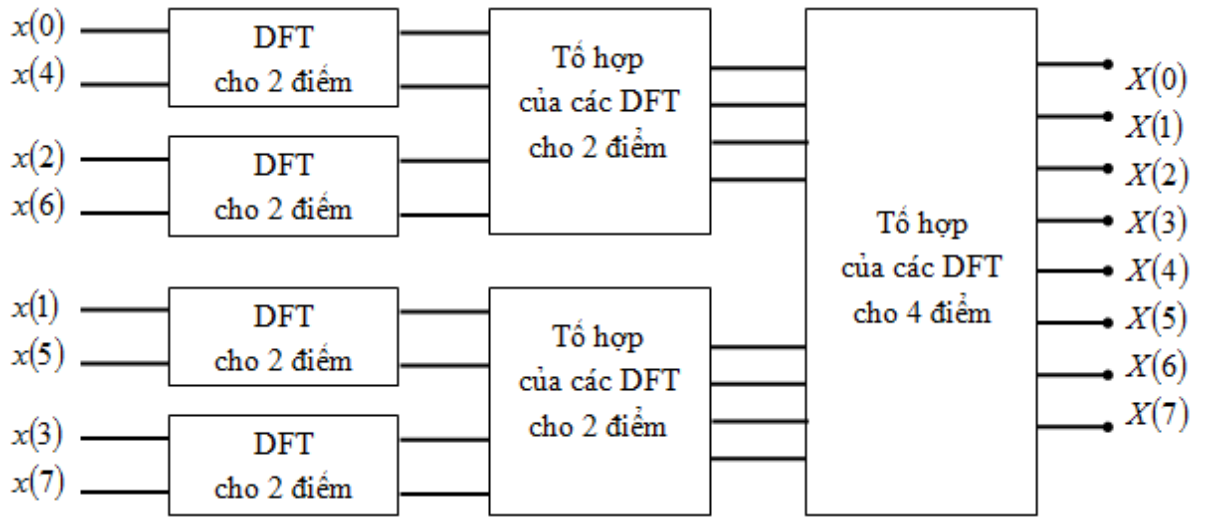 x(0)
x(4)
DFT
cho 2 điểm
x(2)
x(6)
DFT
cho 2 điểm
Tổ hợp
của các DFT
cho 2 điểm
x(1)
x(5)
DFT
cho 2 điểm
x(3)
x(7)
DFT
cho 2 điểm
Tổ hợp
của các DFT
cho 2 điểm
Tổ hợp
của các DFT
cho 4 điểm
X(0)
X(1)
X(2)
X(3)
X(4)
X(5)
X(6)
X(7)